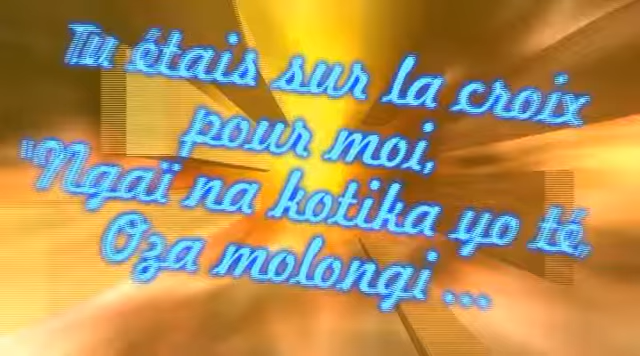 Tu étais sur la croix
pour moi,
"Ngaï na kotika yo té,
Oza molongi ...